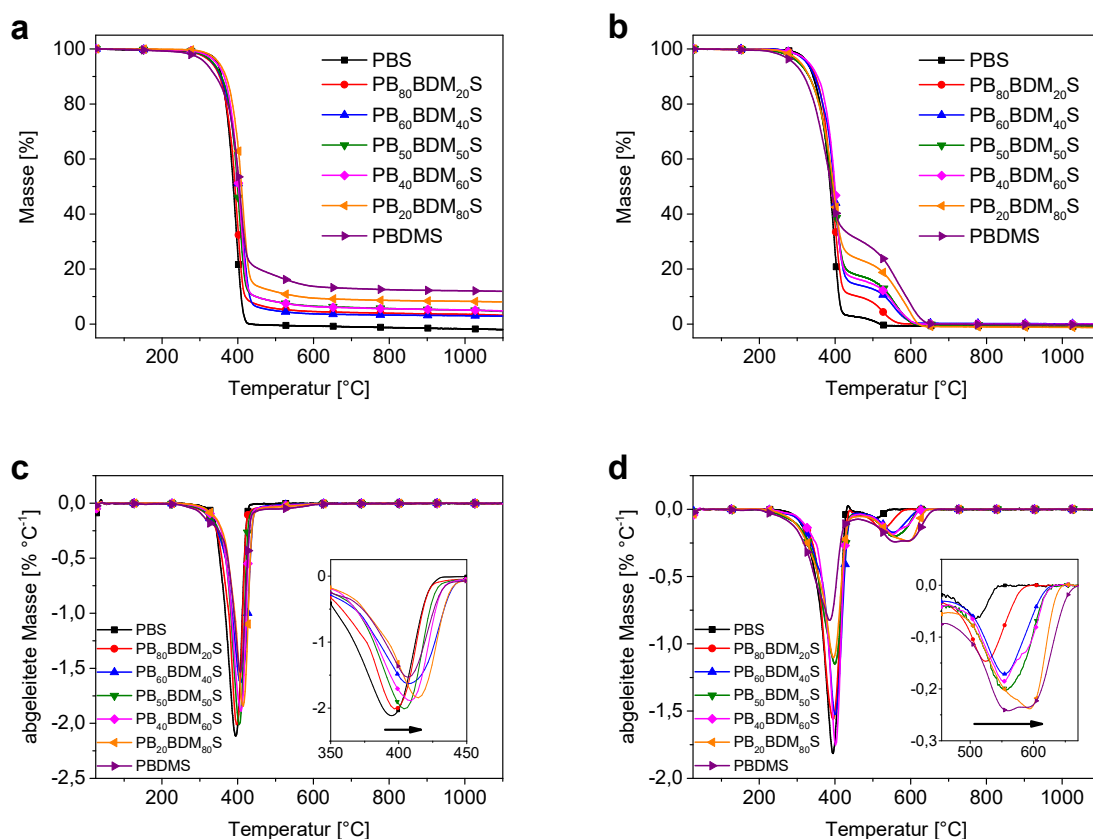 a
100
80
60
40
20
0
Masse [%]
200 400 600 800 1000
Temperatur [°C]
PBS
PB₈₀BDM₂₀S
PB₆₀BDM₄₀S
PB₅₀BDM₅₀S
PB₄₀BDM₆₀S
PB₂₀BDM₈₀S
PBDMS
b
100
80
60
40
20
0
Masse [%]
0 200 400 600 800 1000
Temperatur [°C]
PBS
PB₈₀BDM₂₀S
PB₆₀BDM₄₀S
PB₅₀BDM₅₀S
PB₄₀BDM₆₀S
PB₂₀BDM₈₀S
PBDMS
c
0,0
-0,5
-1,0
-1,5
-2,0
-2,5
abgeleitete Masse [% °C⁻¹]
200 400 600 800 1000
Temperatur [°C]
PBS
PB₈₀BDM₂₀S
PB₆₀BDM₄₀S
PB₅₀BDM₅₀S
PB₄₀BDM₆₀S
PB₂₀BDM₈₀S
PBDMS
0
-1
-2
350 400 450
d
0,5
0,0
-0,5
-1,0
-1,5
-2,0
abgeleitete Masse [% °C⁻¹]
200 400 600 800 1000
Temperatur [°C]
PBS
PB₈₀BDM₂₀S
PB₆₀BDM₄₀S
PB₅₀BDM₅₀S
PB₄₀BDM₆₀S
PB₂₀BDM₈₀S
PBDMS
0,0
-0,1
-0,2
-0,3
500 600